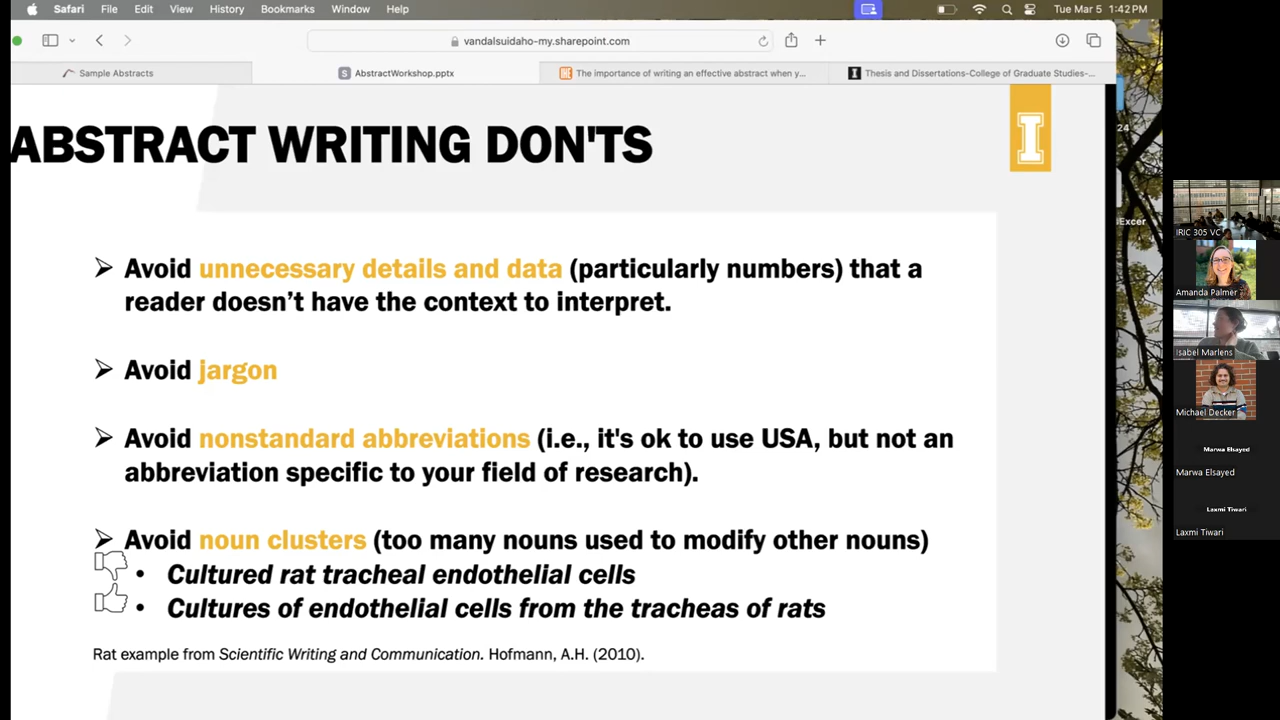 Safari File Edit View History Bookmarks Window Help Tue Mar 5 1:42 PM
vandalsuidaho-my.sharepoint.com
Sample Abstracts
S AbstractWorkshop.pptx
The importance of writing an effective abstract when y...
I Thesis and Dissertations-College of Graduate Studies-...
ABSTRACT WRITING DON'TS
I
24
Excer
➢ Avoid unnecessary details and data (particularly numbers) that a
reader doesn’t have the context to interpret.
➢ Avoid jargon
➢ Avoid nonstandard abbreviations (i.e., it's ok to use USA, but not an
abbreviation specific to your field of research).
➢ Avoid noun clusters (too many nouns used to modify other nouns)
• Cultured rat tracheal endothelial cells
• Cultures of endothelial cells from the tracheas of rats
Rat example from Scientific Writing and Communication. Hofmann, A.H. (2010).
IRIC 305 VC
Amanda Palmer
Isabel Marlens
Michael Decker
Marwa Elsayed
Marwa Elsayed
Laxmi Tiwari
Laxmi Tiwari